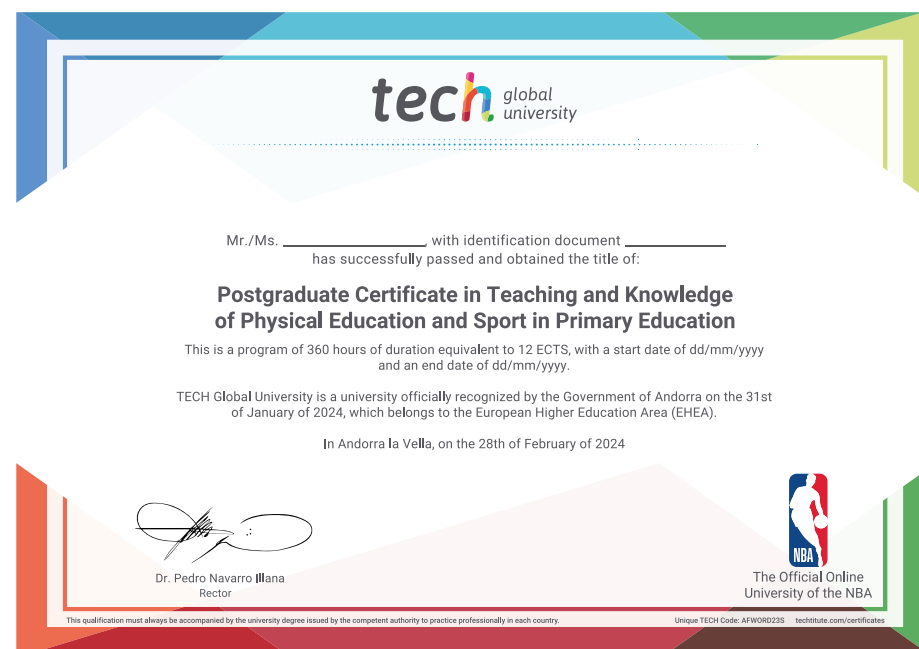 tech global
university
Mr./Ms. ____________, with identification document ____________
has successfully passed and obtained the title of:
Postgraduate Certificate in Teaching and Knowledge
of Physical Education and Sport in Primary Education
This is a program of 360 hours of duration equivalent to 12 ECTS, with a start date of dd/mm/yyyy
and an end date of dd/mm/yyyy.
TECH Global University is a university officially recognized by the Government of Andorra on the 31st
of January of 2024, which belongs to the European Higher Education Area (EHEA).
In Andorra la Vella, on the 28th of February of 2024
Dr. Pedro Navarro Illana
Rector
NBA
The Official Online
University of the NBA
This qualification must always be accompanied by the university degree issued by the competent authority to practice professionally in each country.
Unique TECH Code: AFWORD23S techtitute.com/certificates